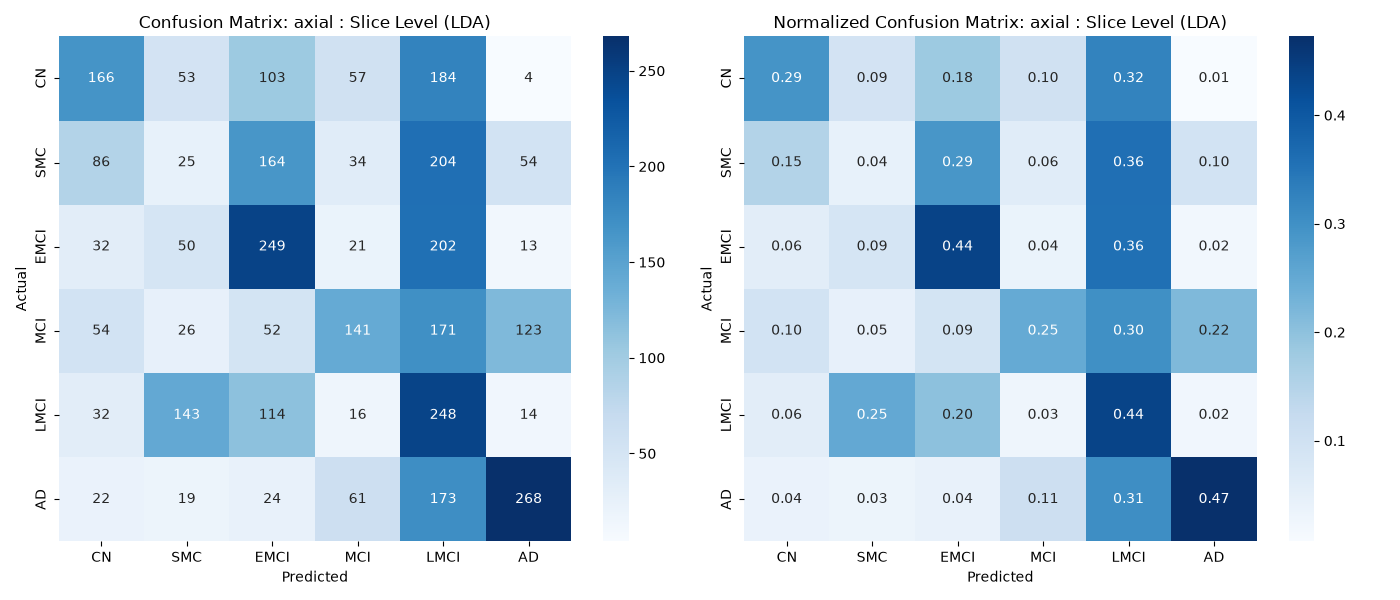 Confusion Matrix: axial : Slice Level (LDA)
CN 166 53 103 57 184 4
SMC 86 25 164 34 204 54
EMCI 32 50 249 21 202 13
MCI 54 26 52 141 171 123
LMCI 32 143 114 16 248 14
AD 22 19 24 61 173 268
CN SMC EMCI MCI LMCI AD
Predicted
Actual
250
200
150
100
50
Normalized Confusion Matrix: axial : Slice Level (LDA)
CN 0.29 0.09 0.18 0.10 0.32 0.01
SMC 0.15 0.04 0.29 0.06 0.36 0.10
EMCI 0.06 0.09 0.44 0.04 0.36 0.02
MCI 0.10 0.05 0.09 0.25 0.30 0.22
LMCI 0.06 0.25 0.20 0.03 0.44 0.02
AD 0.04 0.03 0.04 0.11 0.31 0.47
CN SMC EMCI MCI LMCI AD
Predicted
Actual
0.4
0.3
0.2
0.1